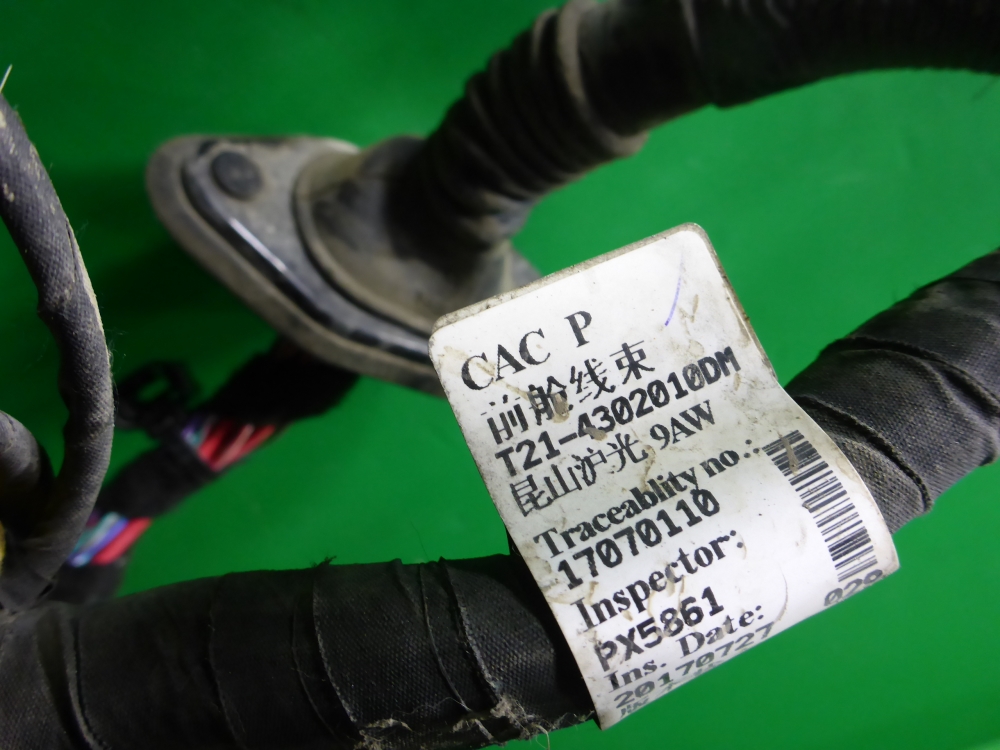 CAC P
前舱线束
T21-4302010DM
昆山沪光 9AW
Traceablity no.:
17070110
Inspector:
PX5861
Ins. Date:
20170727
029